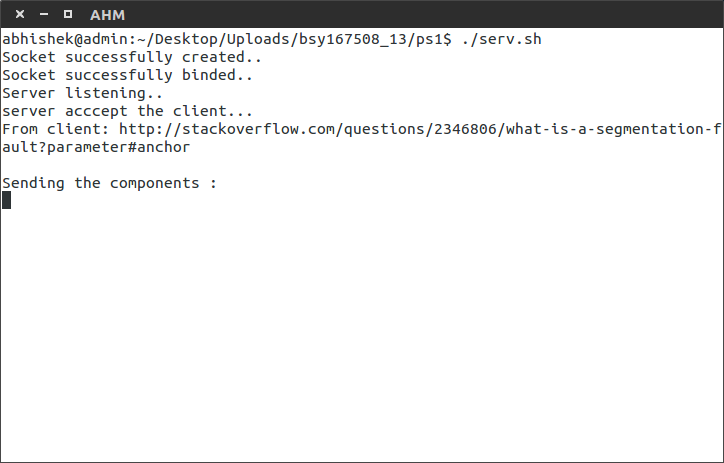 AHM
abhishek@admin:~/Desktop/Uploads/bsy167508_13/ps1$ ./serv.sh
Socket successfully created..
Socket successfully binded..
Server listening..
server acccept the client...
From client: http://stackoverflow.com/questions/2346806/what-is-a-segmentation-f
ault?parameter#anchor
Sending the components :